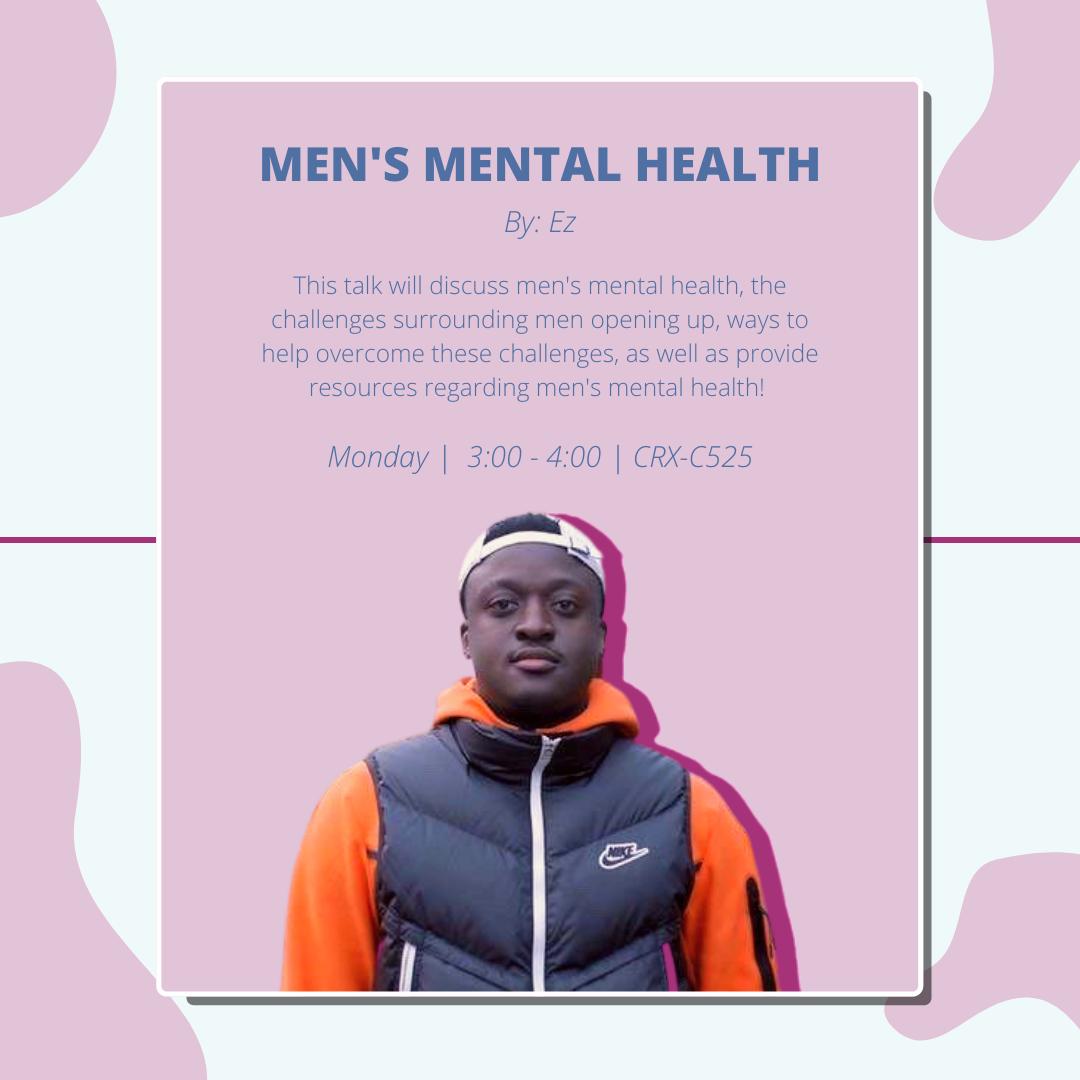 MEN'S MENTAL HEALTH
By: Ez
This talk will discuss men's mental health, the
challenges surrounding men opening up, ways to
help overcome these challenges, as well as provide
resources regarding men's mental health!
Monday | 3:00 - 4:00 | CRX-C525
NIKE